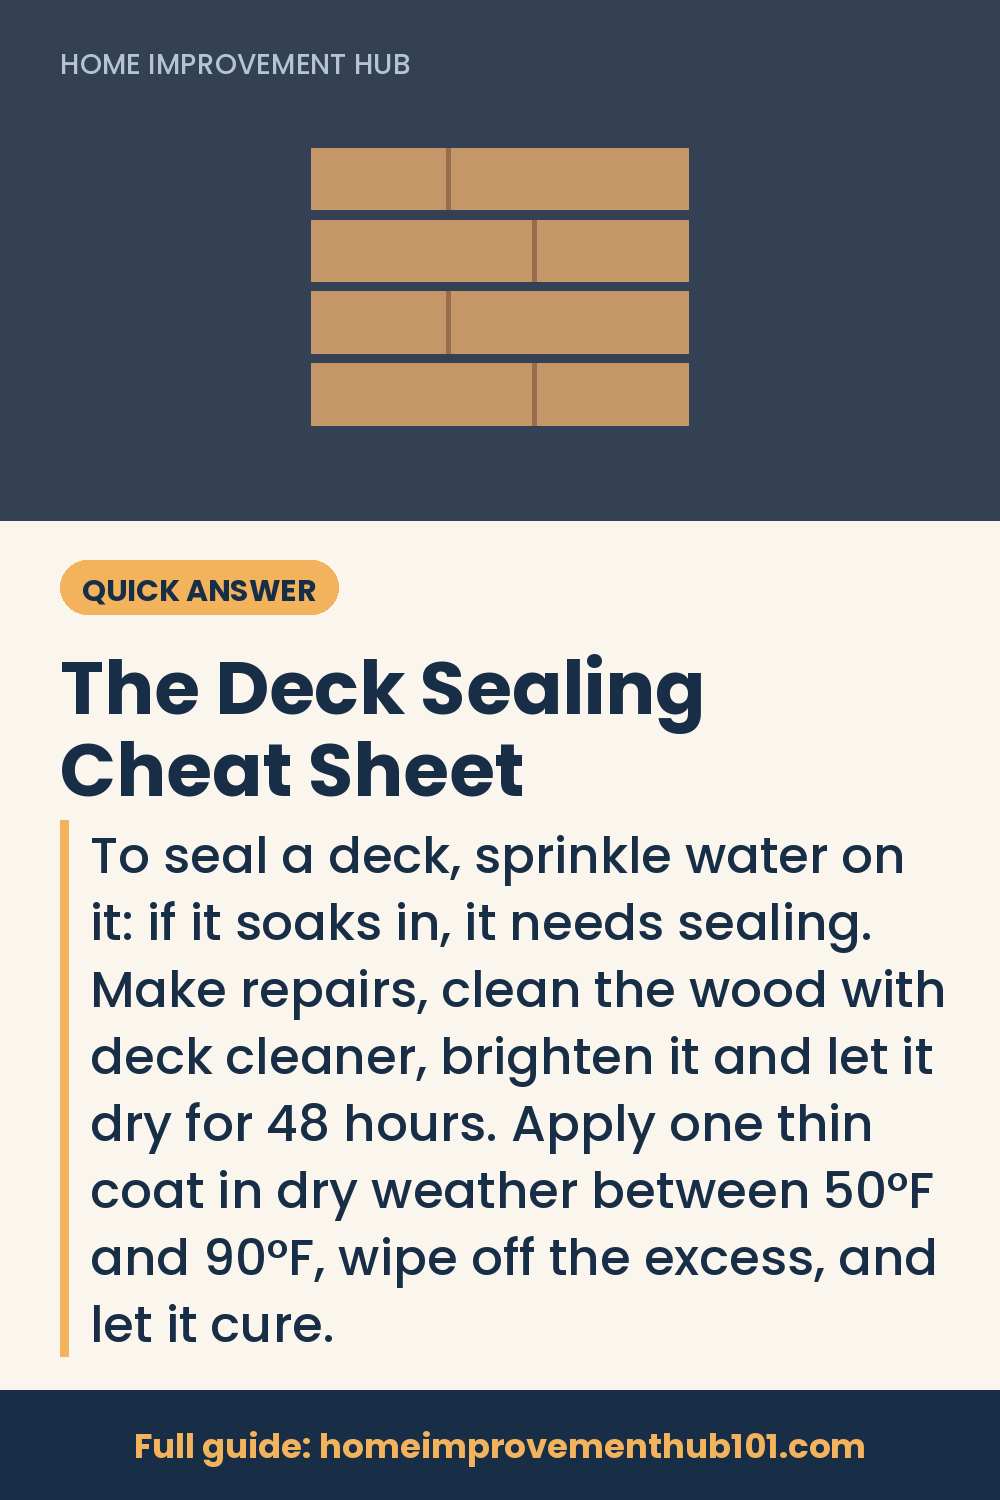 HOME IMPROVEMENT HUB
QUICK ANSWER
The Deck Sealing
Cheat Sheet
To seal a deck, sprinkle water on
it: if it soaks in, it needs sealing.
Make repairs, clean the wood with
deck cleaner, brighten it and let it
dry for 48 hours. Apply one thin
coat in dry weather between 50°F
and 90°F, wipe off the excess, and
let it cure.
Full guide: homeimprovementhub101.com